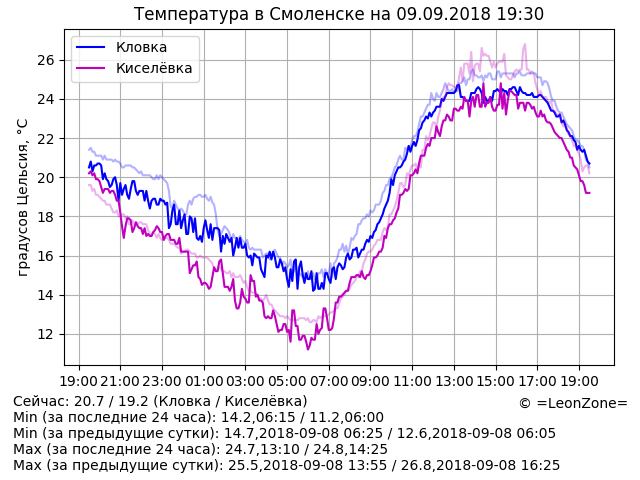 Температура в Смоленске на 09.09.2018 19:30
Кловка
Киселёвка
градусов Цельсия, °C
26
24
22
20
18
16
14
12
19:00 21:00 23:00 01:00 03:00 05:00 07:00 09:00 11:00 13:00 15:00 17:00 19:00
Сейчас: 20.7 / 19.2 (Кловка / Киселёвка)
© =LeonZone=
Min (за последние 24 часа): 14.2,06:15 / 11.2,06:00
Min (за предыдущие сутки): 14.7,2018-09-08 06:25 / 12.6,2018-09-08 06:05
Max (за последние 24 часа): 24.7,13:10 / 24.8,14:25
Max (за предыдущие сутки): 25.5,2018-09-08 13:55 / 26.8,2018-09-08 16:25